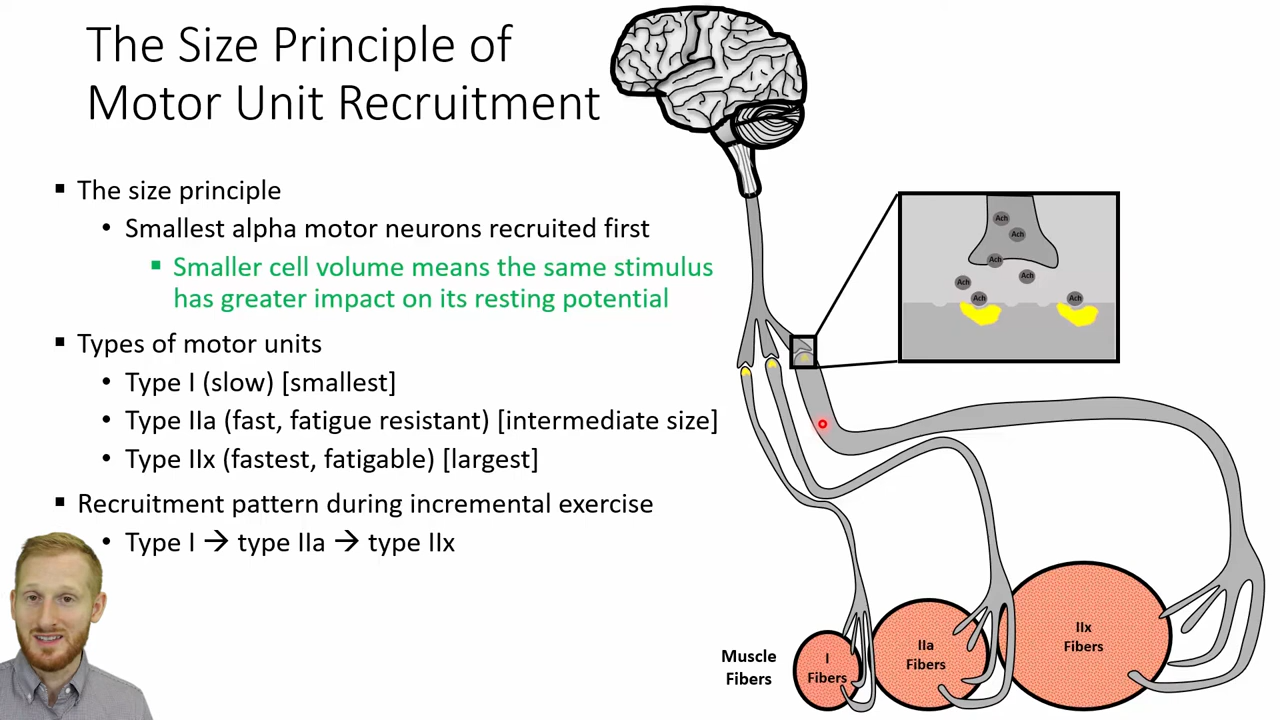 The Size Principle of
Motor Unit Recruitment
▪ The size principle
• Smallest alpha motor neurons recruited first
▪ Smaller cell volume means the same stimulus
has greater impact on its resting potential
▪ Types of motor units
• Type I (slow) [smallest]
• Type IIa (fast, fatigue resistant) [intermediate size]
• Type IIx (fastest, fatigable) [largest]
▪ Recruitment pattern during incremental exercise
• Type I → type IIa → type IIx
Ach
Ach
Ach
Ach
Ach
Ach
Ach
Muscle
Fibers
I
Fibers
IIa
Fibers
IIx
Fibers